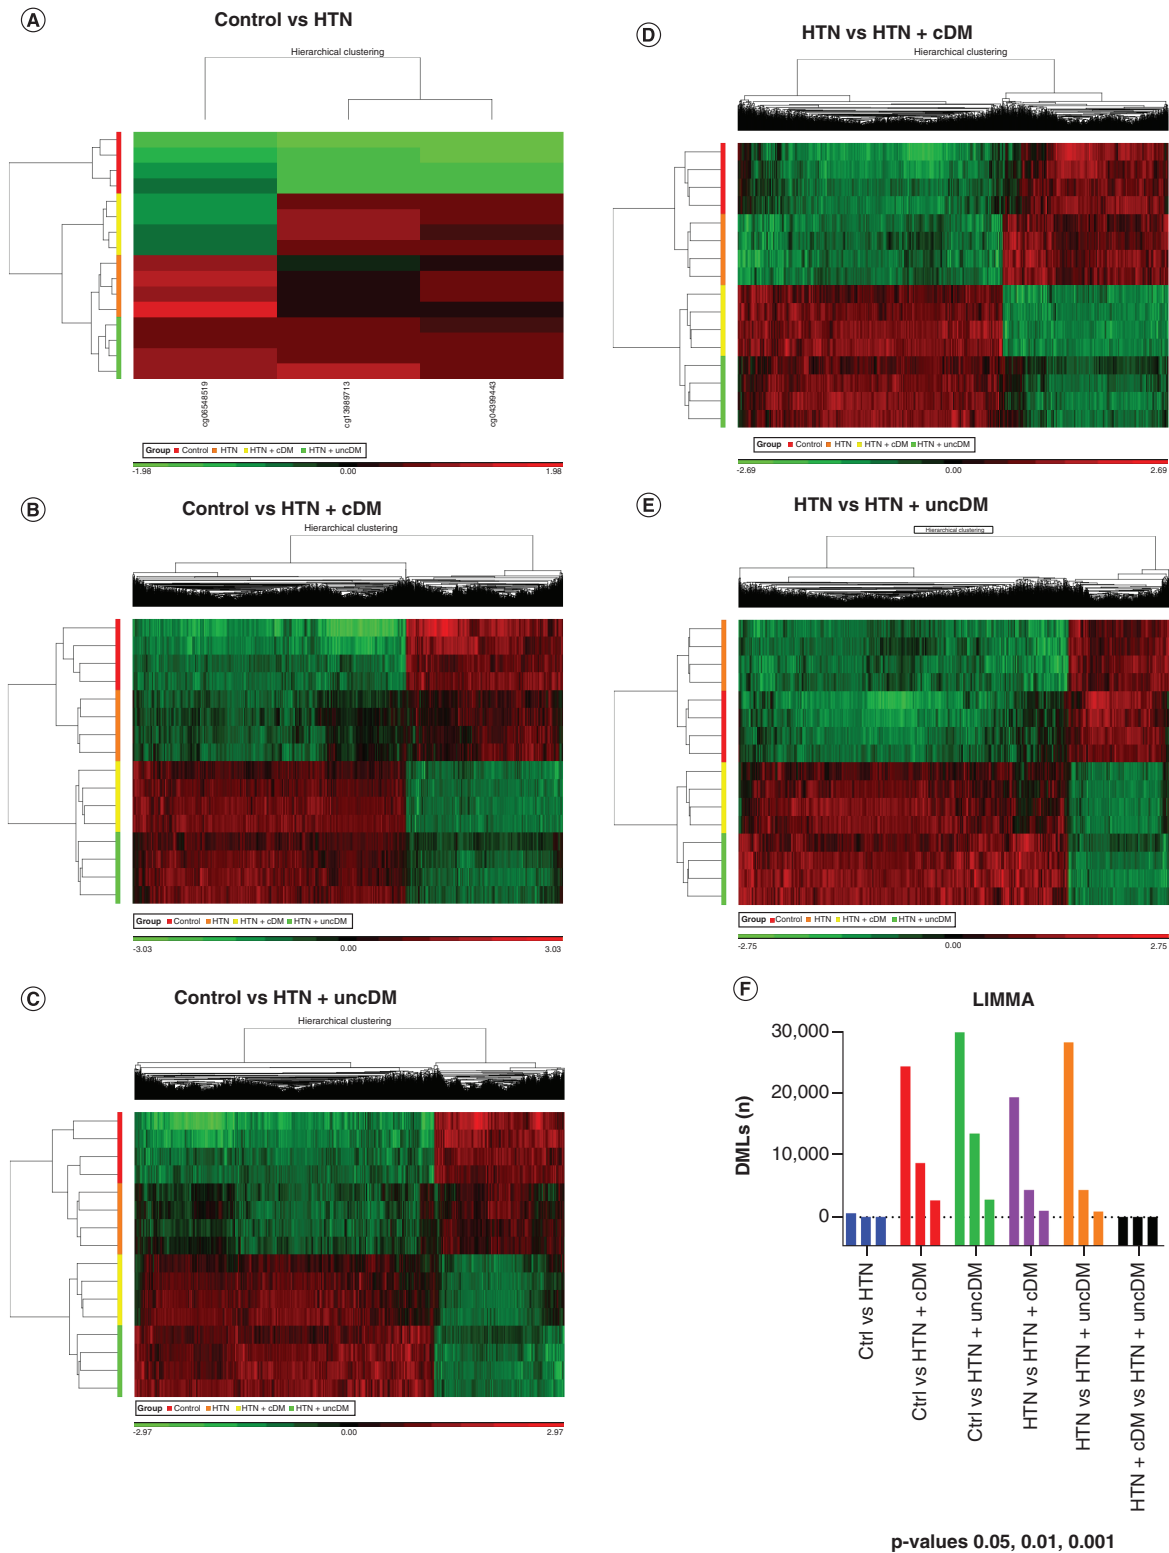 A
Control vs HTN
Hierarchical clustering
cg06548519
cg13989713
cg04399443
Group Control HTN HTN + cDM HTN + uncDM
-1.98 0.00 1.98
B
Control vs HTN + cDM
Hierarchical clustering
Group Control HTN HTN + cDM HTN + uncDM
-3.03 0.00 3.03
C
Control vs HTN + uncDM
Hierarchical clustering
Group Control HTN HTN + cDM HTN + uncDM
-2.97 0.00 2.97
D
HTN vs HTN + cDM
Hierarchical clustering
Group Control HTN HTN + cDM HTN + uncDM
-2.69 0.00 2.69
E
HTN vs HTN + uncDM
Hierarchical clustering
Group Control HTN HTN + cDM HTN + uncDM
-2.75 0.00 2.75
F
LIMMA
DMLs (n)
30,000
20,000
10,000
0
Ctrl vs HTN
Ctrl vs HTN + cDM
Ctrl vs HTN + uncDM
HTN vs HTN + cDM
HTN vs HTN + uncDM
HTN + cDM vs HTN + uncDM
p-values 0.05, 0.01, 0.001